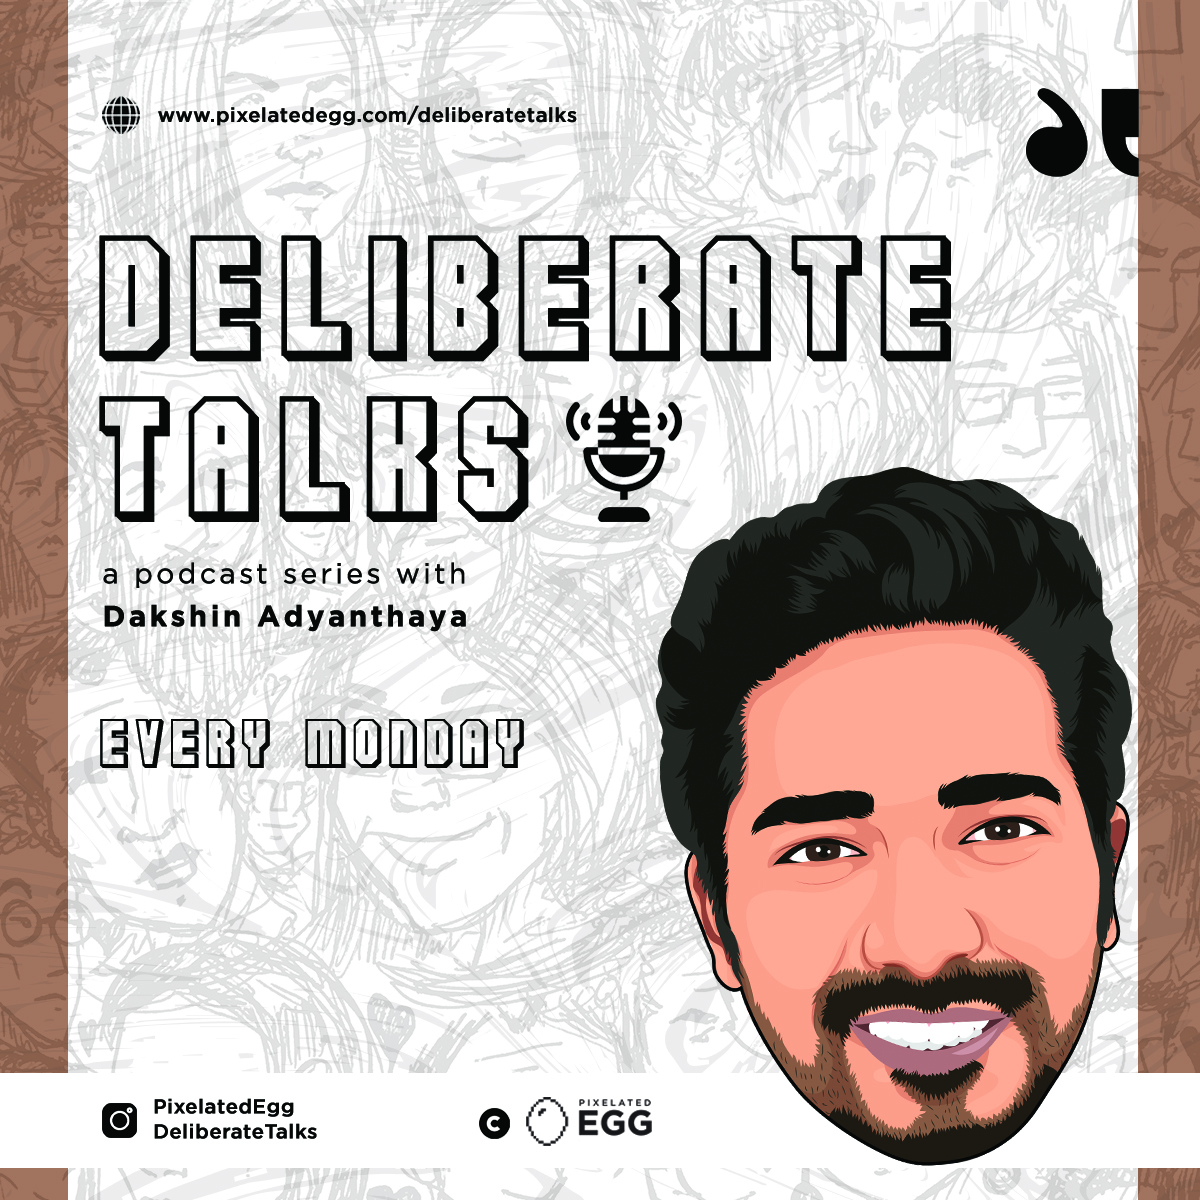 www.pixelatedegg.com/deliberatetalks
DELIBERATE
TALKS
a podcast series with
Dakshin Adyanthaya
EVERY MONDAY
PixelatedEgg
DeliberateTalks
C
PIXELATED
EGG